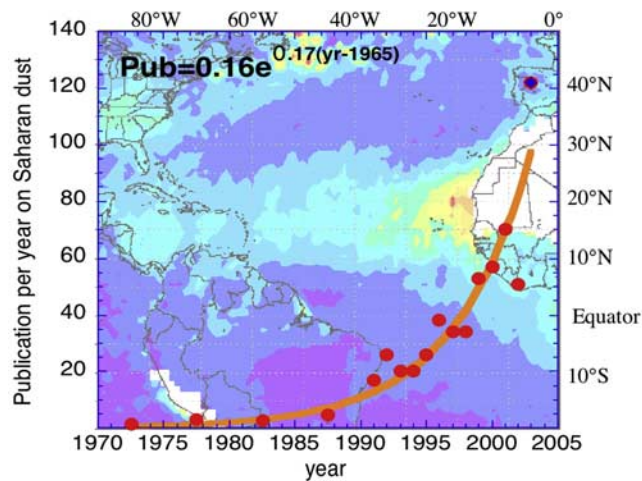 80°W 60°W 40°W 20°W 0°
140
Pub=0.16e^0.17(yr-1965)
120 40°N
100 30°N
80 20°N
60 10°N
40 Equator
20 10°S
Publication per year on Saharan dust
1970 1975 1980 1985 1990 1995 2000 2005
year